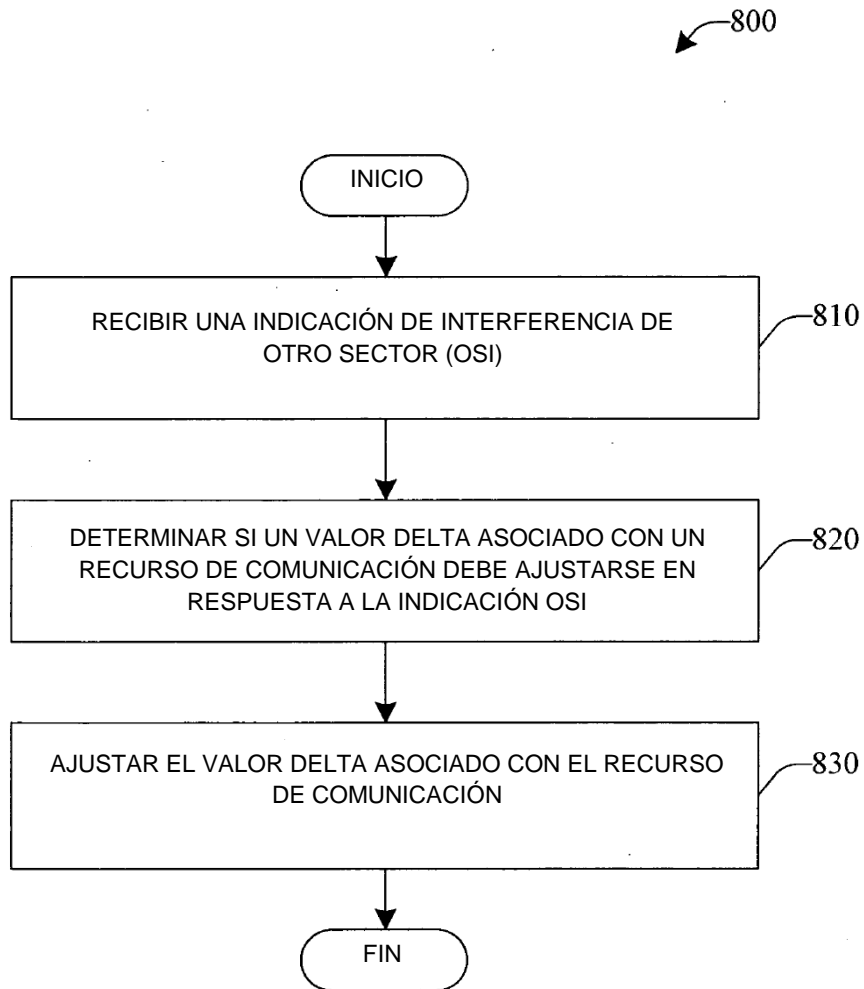 800
INICIO
RECIBIR UNA INDICACIÓN DE INTERFERENCIA DE
OTRO SECTOR (OSI)
810
DETERMINAR SI UN VALOR DELTA ASOCIADO CON UN
RECURSO DE COMUNICACIÓN DEBE AJUSTARSE EN
RESPUESTA A LA INDICACIÓN OSI
820
AJUSTAR EL VALOR DELTA ASOCIADO CON EL RECURSO
DE COMUNICACIÓN
830
FIN